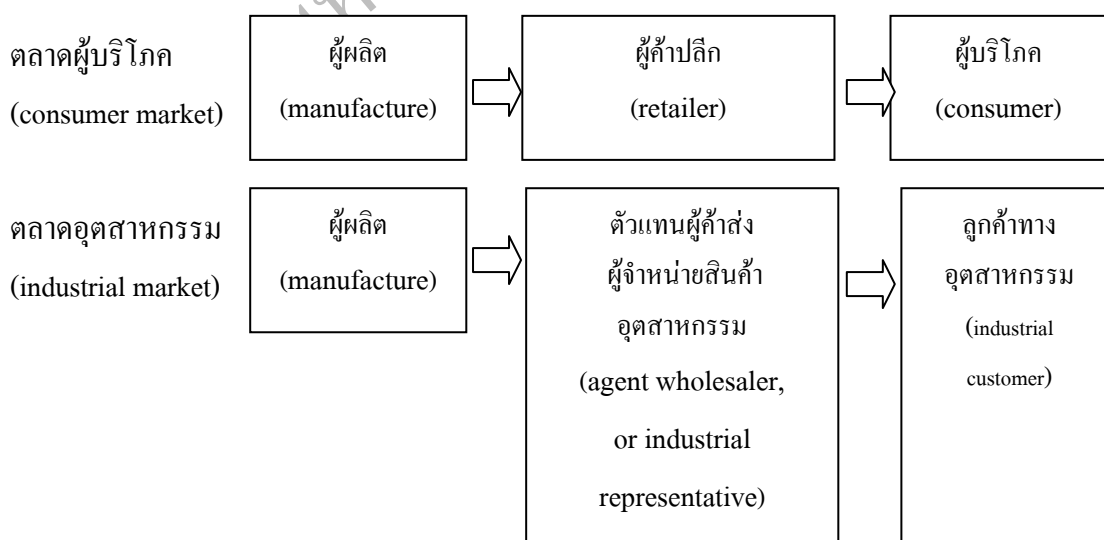 ตลาดผู้บริโภค
(consumer market)
ผู้ผลิต
(manufacture)
ผู้ค้าปลีก
(retailer)
ผู้บริโภค
(consumer)
ตลาดอุตสาหกรรม
(industrial market)
ผู้ผลิต
(manufacture)
ตัวแทนผู้ค้าส่ง
ผู้จำหน่ายสินค้า
อุตสาหกรรม
(agent wholesaler,
or industrial
representative)
ลูกค้าทาง
อุตสาหกรรม
(industrial
customer)